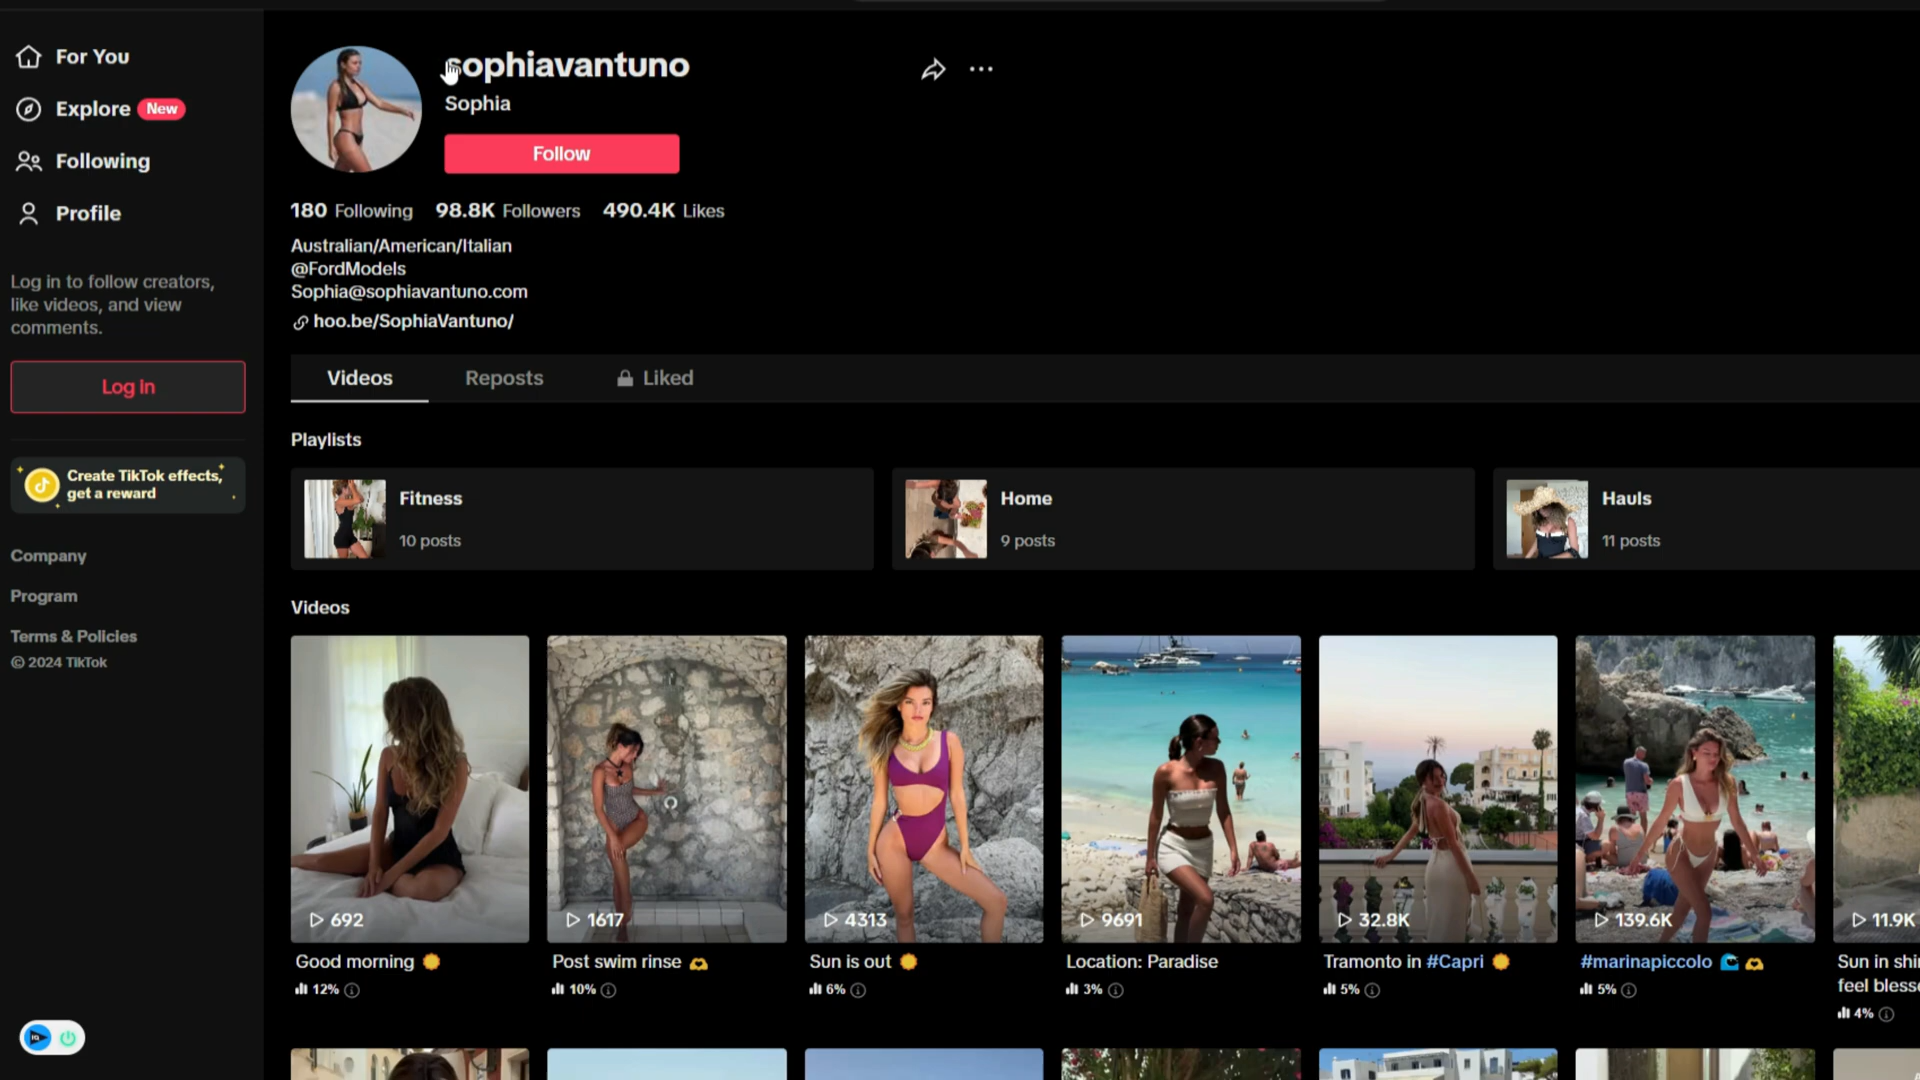 For You
Explore New
Following
Profile
Log in to follow creators,
like videos, and view
comments.
Log in
Create TikTok effects,
get a reward
Company
Program
Terms & Policies
© 2024 TikTok
sophiavantuno
Sophia
Follow
180 Following 98.8K Followers 490.4K Likes
Australian/American/Italian
@FordModels
Sophia@sophiavantuno.com
hoo.be/SophiaVantuno/
Videos Reposts Liked
Playlists
Fitness
10 posts
Home
9 posts
Hauls
11 posts
Videos
692
1617
4313
9691
32.8K
139.6K
11.9K
Good morning
12%
Post swim rinse
10%
Sun is out
6%
Location: Paradise
3%
Tramonto in #Capri
5%
#marinapiccolo
5%
Sun in
feel
4%